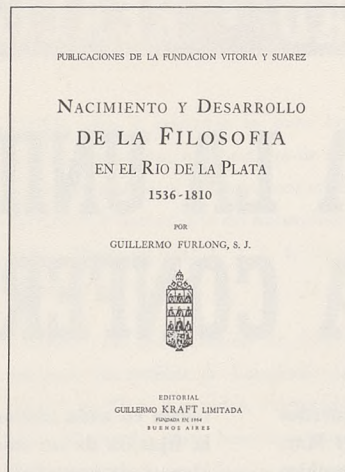 PUBLICACIONES DE LA FUNDACION VITORIA Y SUAREZ
NACIMIENTO Y DESARROLLO
DE LA FILOSOFIA
EN EL RIO DE LA PLATA
1536-1810
POR
GUILLERMO FURLONG, S. J.
EDITORIAL
GUILLERMO KRAFT LIMITADA
FUNDADA EN 1864
BUENOS AIRES